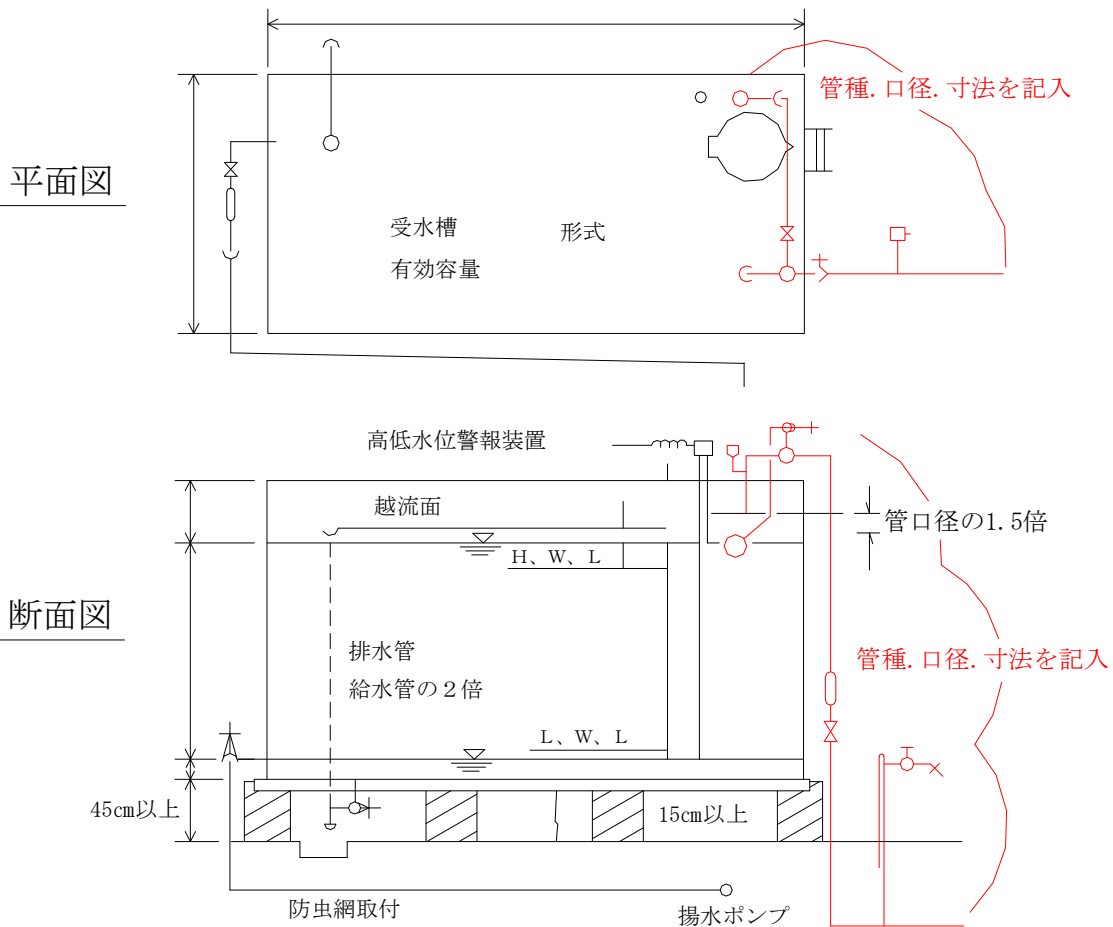 管種.口径.寸法を記入
平面図
受水槽 形式
有効容量
高低水位警報装置
越流面
管口径の1.5倍
H、W、L
断面図
排水管
給水管の２倍
管種.口径.寸法を記入
L、W、L
45cm以上
15cm以上
防虫網取付
揚水ポンプ